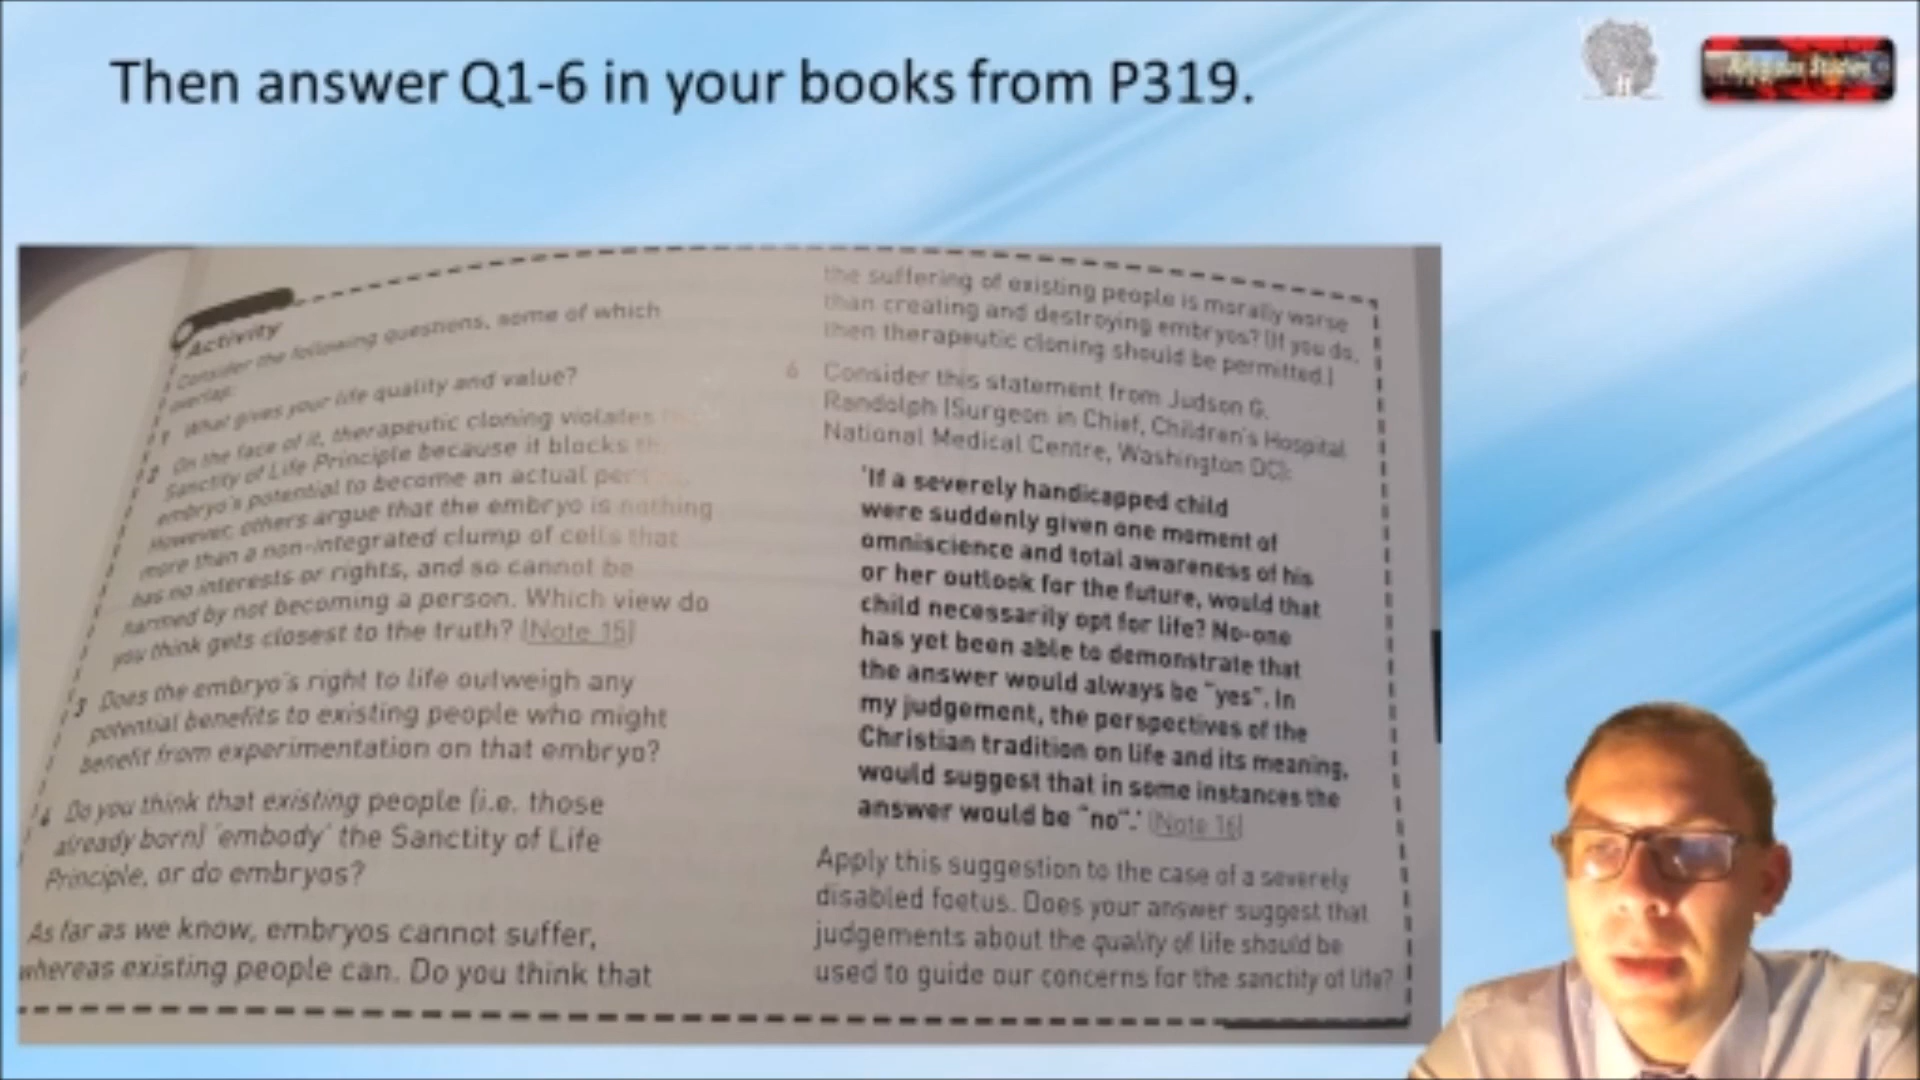 Then answer Q1-6 in your books from P319.
Religious Studies
Activity
Consider the following questions, some of which
overlap:
1 What gives your life quality and value?
2 On the face of it, therapeutic cloning violates
Sanctity of Life Principle because it blocks
embryo's potential to become an actual
However, others argue that the embryo is nothing
more than a non-integrated clump of cells that
has no interests or rights, and so cannot be
harmed by not becoming a person. Which view do
you think gets closest to the truth? (Note 15)
3 Does the embryo's right to life outweigh any
potential benefits to existing people who might
benefit from experimentation on that embryo?
4 Do you think that existing people (i.e. those
already born) 'embody' the Sanctity of Life
Principle, or do embryos?
As far as we know, embryos cannot suffer,
whereas existing people can. Do you think that
the suffering of existing people is morally worse
than creating and destroying embryos? (If you do,
then therapeutic cloning should be permitted.)
6 Consider this statement from Judson G.
Randolph (Surgeon in Chief, Children's Hospital
National Medical Centre, Washington DC):
'If a severely handicapped child
were suddenly given one moment of
omniscience and total awareness of his
or her outlook for the future, would that
child necessarily opt for life? No-one
has yet been able to demonstrate that
the answer would always be "yes". In
my judgement, the perspectives of the
Christian tradition on life and its meaning,
would suggest that in some instances the
answer would be "no".' (Note 16)
Apply this suggestion to the case of a severely
disabled foetus. Does your answer suggest that
judgements about the quality of life should be
used to guide our concerns for the sanctity of life?